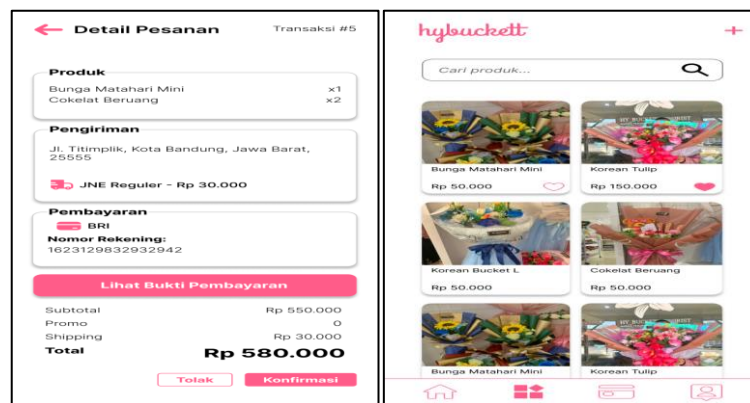 Detail Pesanan
Transaksi #5
Produk
Bunga Matahari Mini x1
Cokelat Beruang x2
Pengiriman
Jl. Titimplik, Kota Bandung, Jawa Barat,
25555
JNE Reguler - Rp 30.000
Pembayaran
BRI
Nomor Rekening:
1623129832932942
Lihat Bukti Pembayaran
Subtotal Rp 550.000
Promo 0
Shipping Rp 30.000
Total Rp 580.000
Tolak Konfirmasi
hybuckett
+
Cari produk...
Bunga Matahari Mini
Rp 50.000
Korean Tulip
Rp 150.000
Korean Bucket L
Rp 50.000
Cokelat Beruang
Rp 50.000
Bunga Matahari Mini
Korean Tulip